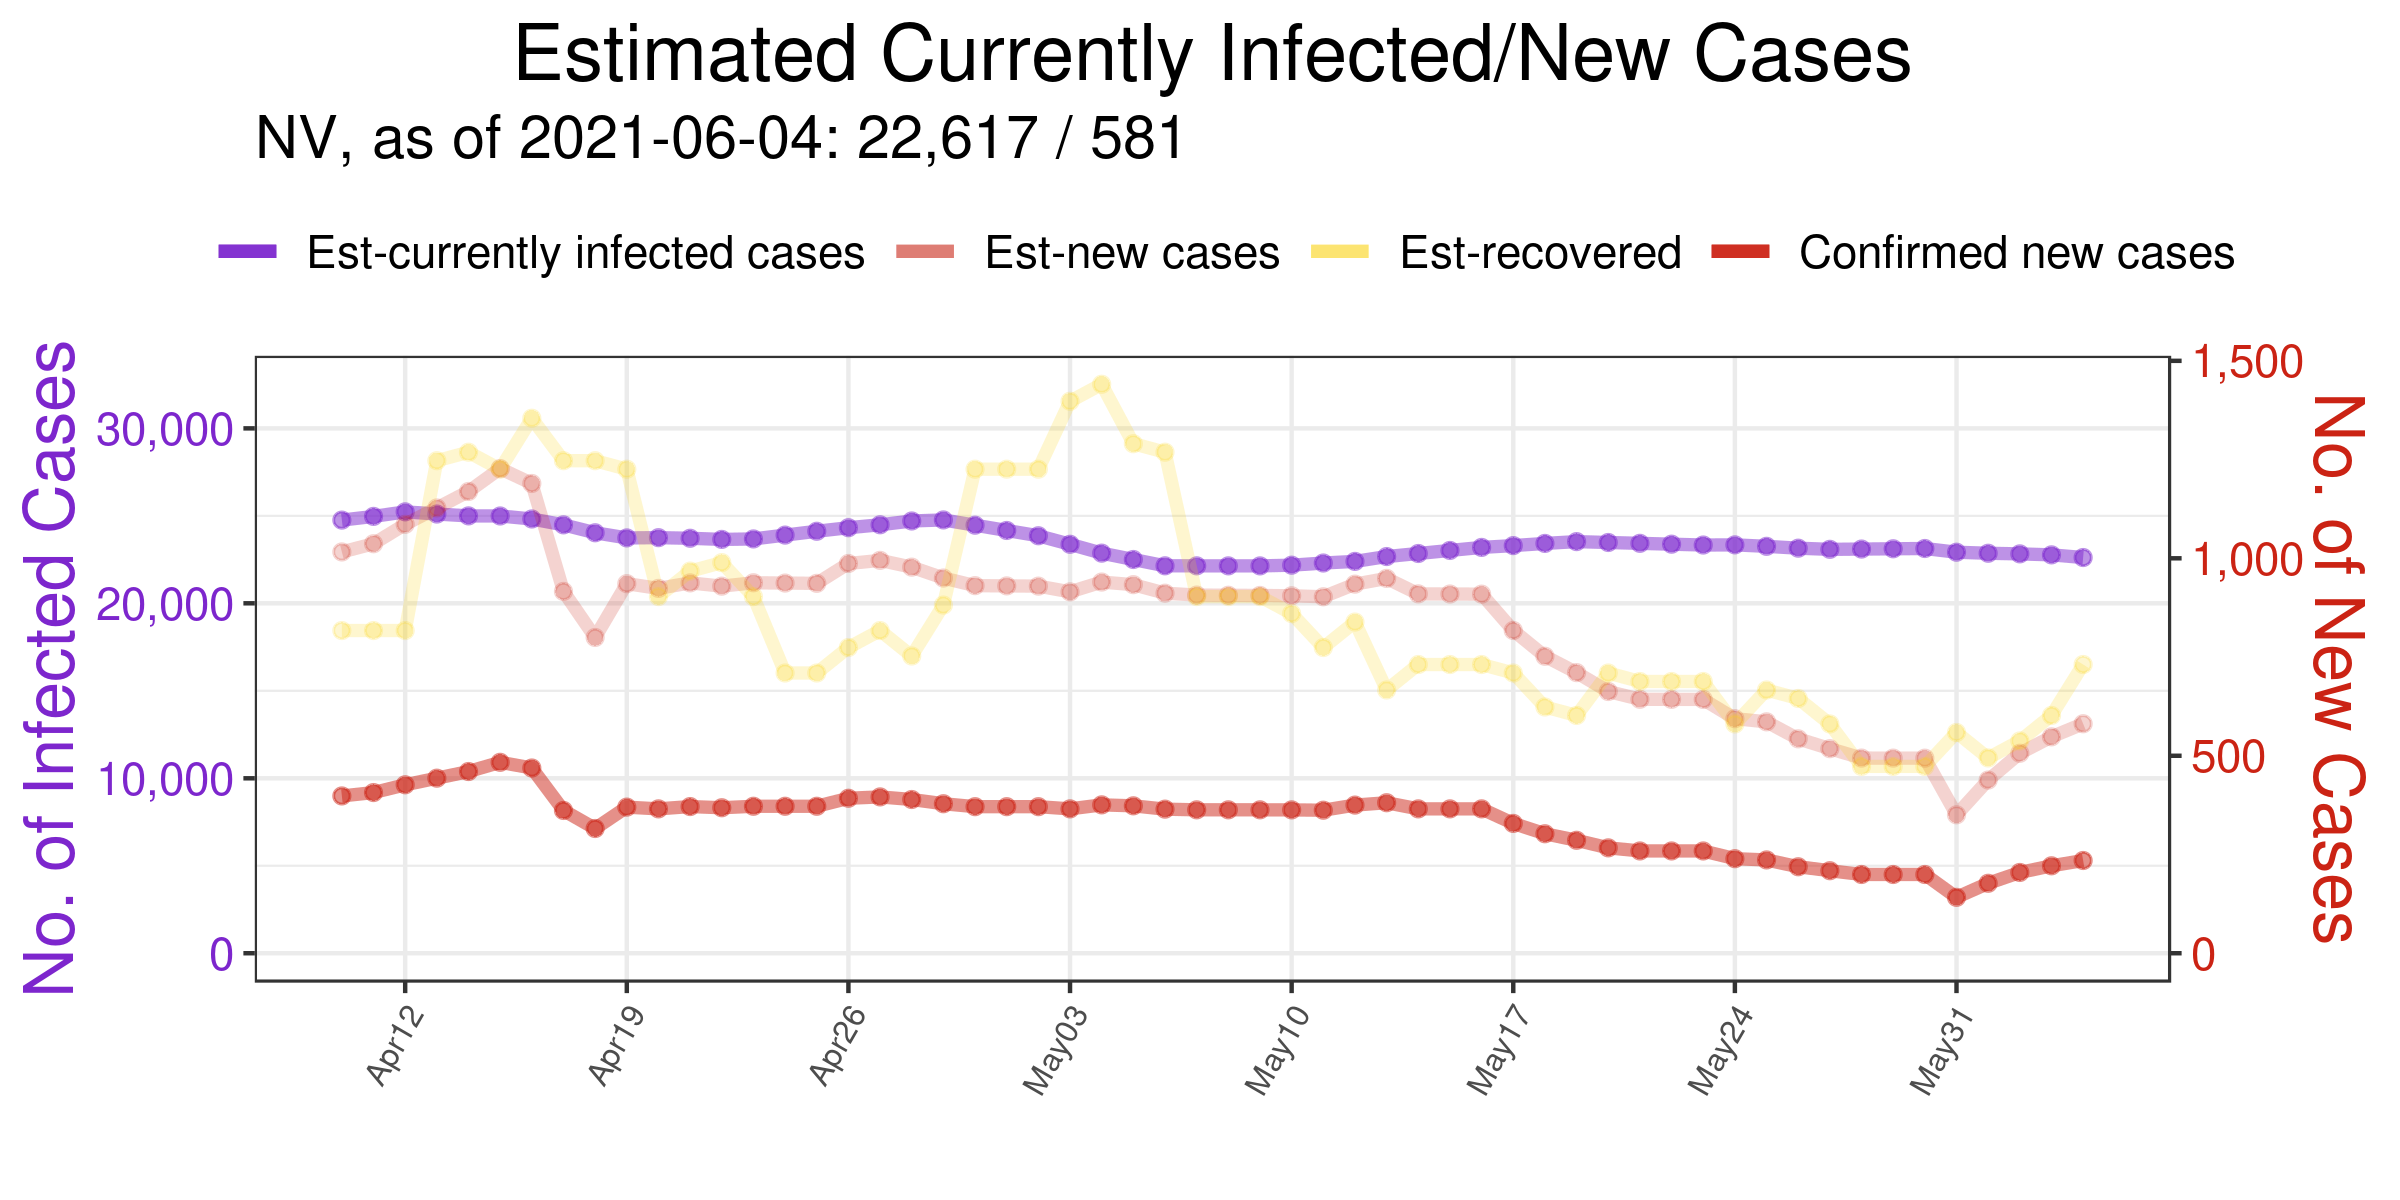 Estimated Currently Infected/New Cases
NV, as of 2021-06-04: 22,617 / 581
Est-currently infected cases Est-new cases Est-recovered Confirmed new cases
No. of Infected Cases
30,000
20,000
10,000
0
1,500
1,000
500
0
No. of New Cases
Apr12 Apr19 Apr26 May03 May10 May17 May24 May31